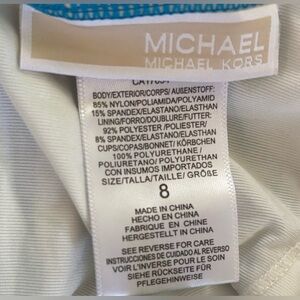 MICHAEL
MICHAEL KORS
BODY/EXTERIOR/CORPS/ AUßENSTOFF:
85% NYLON/POLIAMIDA/POLYAMID
15% SPANDEX/ELASTANO/ELASTHAN
LINING/FORRO/DOUBLURE/FUTTER:
92% POLYESTER /POLIESTER/
8% SPANDEX/ELASTANO/ELASTHAN
CUPS/COPAS/BONNET/ KÖRBCHEN
100% POLYURETHANE /
POLIURETANO/ POLYURETHAN
CON INSUMOS IMPORTADOS
SIZE/TALLA/TAILLE/ GRÖßE
8
MADE IN CHINA
HECHO EN CHINA
FABRIQUE EN CHINE
HERGESTELLT IN CHINA
SEE REVERSE FOR CARE
INSTRUCCIONES DE CUIDADO AL REVERSO
VOIR L'INVERSE POUR LE SOIN
SIEHE RÜCKSEITE FÜR
PFLEGEHINWEISE